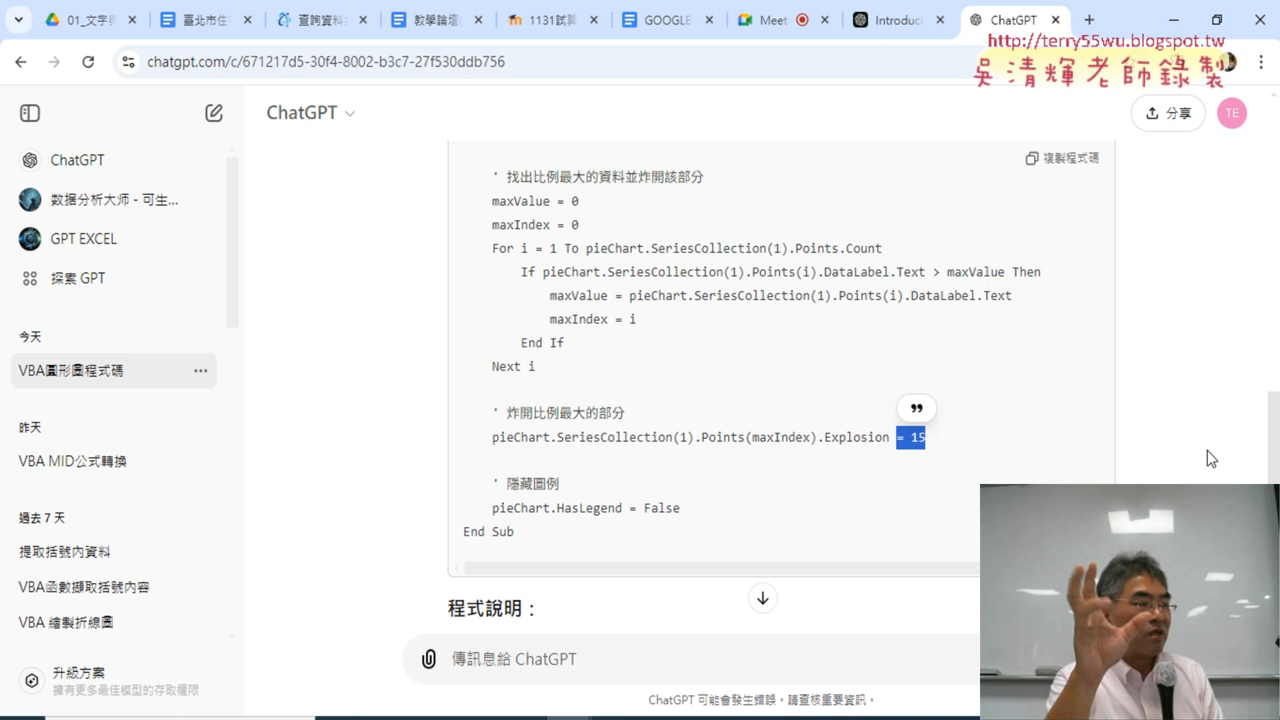 01_文字與
臺北市住
查詢資料
教學論壇
1131試算
GOOGLE
Meet
Introduc
ChatGPT
http://terry55wu.blogspot.tw
chatgpt.com/c/671217d5-30f4-8002-b3c7-27f530ddb756
吳清輝老師錄製
ChatGPT
分享
TE
ChatGPT
数据分析大师 - 可生...
GPT EXCEL
探索 GPT
今天
VBA圓形圖程式碼
昨天
VBA MID公式轉換
過去 7 天
提取括號內資料
VBA函數擷取括號內容
VBA 繪製折線圖
升級方案
擁有更多最佳模型的存取權限
複製程式碼
' 找出比例最大的資料並炸開該部分
maxValue = 0
maxIndex = 0
For i = 1 To pieChart.SeriesCollection(1).Points.Count
If pieChart.SeriesCollection(1).Points(i).DataLabel.Text > maxValue Then
maxValue = pieChart.SeriesCollection(1).Points(i).DataLabel.Text
maxIndex = i
End If
Next i
' 炸開比例最大的部分
pieChart.SeriesCollection(1).Points(maxIndex).Explosion = 15
' 隱藏圖例
pieChart.HasLegend = False
End Sub
程式說明：
傳訊息給 ChatGPT
ChatGPT 可能會發生錯誤。請查核重要資訊。